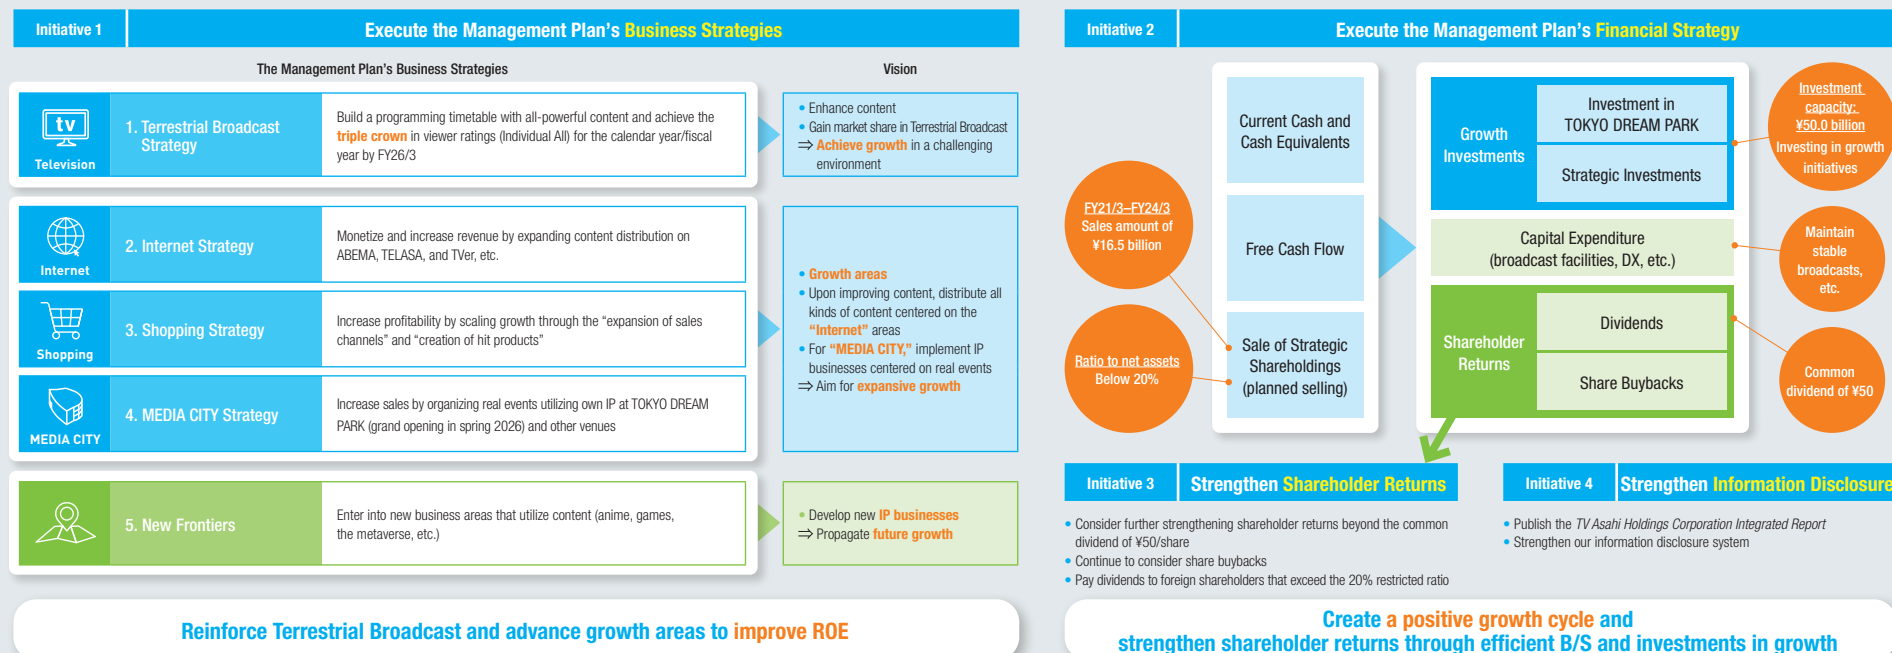 Initiative 1
Execute the Management Plan's Business Strategies
The Management Plan's Business Strategies
Vision
tv
Television
1. Terrestrial Broadcast
Strategy
Build a programming timetable with all-powerful content and achieve the
triple crown in viewer ratings (Individual All) for the calendar year/fiscal
year by FY26/3
• Enhance content
• Gain market share in Terrestrial Broadcast
⇒ Achieve growth in a challenging
environment
Internet
2. Internet Strategy
Monetize and increase revenue by expanding content distribution on
ABEMA, TELASA, and TVer, etc.
Shopping
3. Shopping Strategy
Increase profitability by scaling growth through the “expansion of sales
channels” and “creation of hit products”
MEDIA CITY
4. MEDIA CITY Strategy
Increase sales by organizing real events utilizing own IP at TOKYO DREAM
PARK (grand opening in spring 2026) and other venues
• Growth areas
• Upon improving content, distribute all
kinds of content centered on the
“Internet” areas
• For “MEDIA CITY,” implement IP
businesses centered on real events
⇒ Aim for expansive growth
5. New Frontiers
Enter into new business areas that utilize content (anime, games,
the metaverse, etc.)
• Develop new IP businesses
⇒ Propagate future growth
Reinforce Terrestrial Broadcast and advance growth areas to improve ROE
Initiative 2
Execute the Management Plan's Financial Strategy
FY21/3–FY24/3
Sales amount of
¥16.5 billion
Ratio to net assets
Below 20%
Current Cash and
Cash Equivalents
Free Cash Flow
Sale of Strategic
Shareholdings
(planned selling)
Growth
Investments
Investment in
TOKYO DREAM PARK
Strategic Investments
Capital Expenditure
(broadcast facilities, DX, etc.)
Shareholder
Returns
Dividends
Share Buybacks
Investment
capacity:
¥50.0 billion
Investing in growth
initiatives
Maintain
stable
broadcasts,
etc.
Common
dividend of ¥50
Initiative 3
Strengthen Shareholder Returns
• Consider further strengthening shareholder returns beyond the common
dividend of ¥50/share
• Continue to consider share buybacks
• Pay dividends to foreign shareholders that exceed the 20% restricted ratio
Initiative 4
Strengthen Information Disclosure
• Publish the TV Asahi Holdings Corporation Integrated Report
• Strengthen our information disclosure system
Create a positive growth cycle and
strengthen shareholder returns through efficient B/S and investments in growth